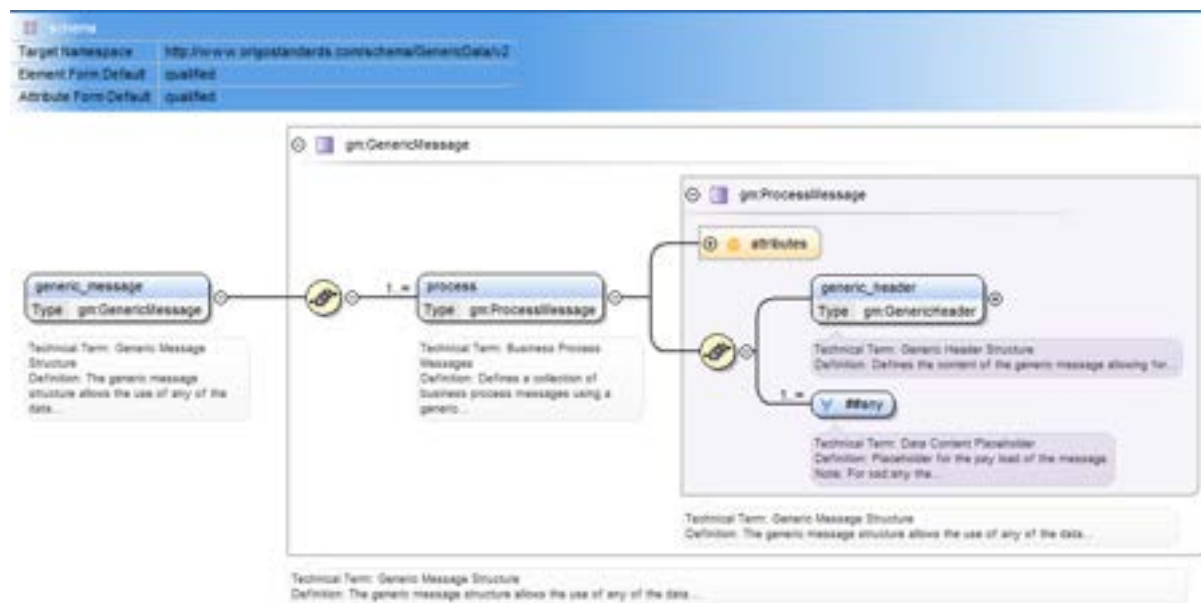 schema
Target Namespace http://www.origostandards.com/schema/GenericData/v2
Element Form Default qualified
Attribute Form Default qualified
gm:GenericMessage
gm:ProcessMessage
attributes
generic_message
Type gm:GenericMessage
1..∞
process
Type gm:ProcessMessage
generic_header
Type gm:GenericHeader
Technical Term: Generic Message
Structure
Definition: The generic message
structure allows the use of any of the
data...
Technical Term: Business Process
Messages
Definition: Defines a collection of
business process messages using a
generic...
Technical Term: Generic Header Structure
Definition: Defines the content of the generic message allowing for...
1..∞
##any
Technical Term: Data Content Placeholder
Definition: Placeholder for the pay load of the message.
Note: For xsd:any the...
Technical Term: Generic Message Structure
Definition: The generic message structure allows the use of any of the data...
Technical Term: Generic Message Structure
Definition: The generic message structure allows the use of any of the data...